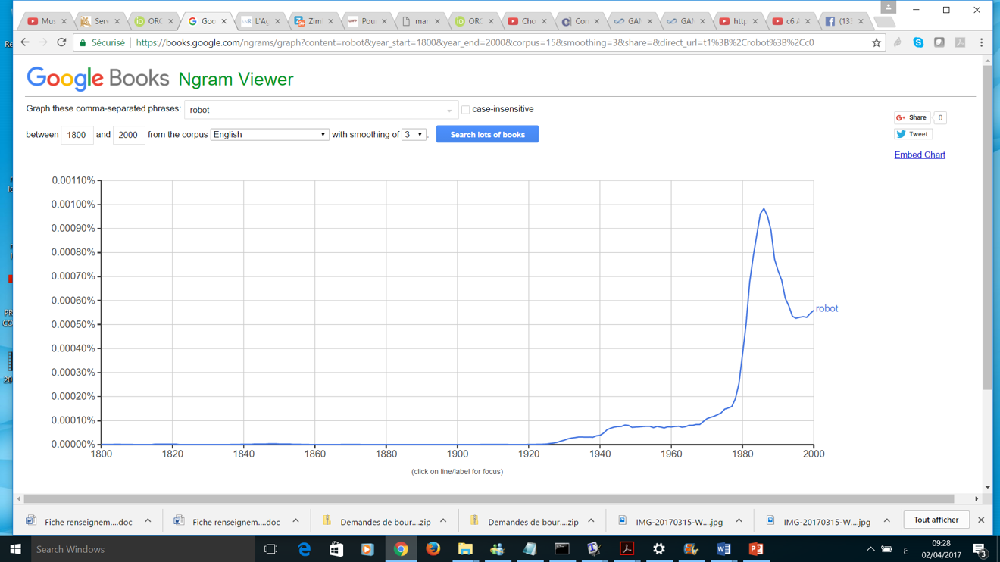 Mus Serv ORC Goo L'Ag Zim Pou mar ORC Cho Con GAM GAM http c6 A (133
Sécurisé | https://books.google.com/ngrams/graph?content=robot&year_start=1800&year_end=2000&corpus=15&smoothing=3&share=&direct_url=t1%3B%2Crobot%3B%2Cc0
Google Books Ngram Viewer
Graph these comma-separated phrases: robot case-insensitive
G+ Share 0
between 1800 and 2000 from the corpus English with smoothing of 3 . Search lots of books
Tweet
Embed Chart
0.00110%
0.00100%
0.00090%
0.00080%
0.00070%
0.00060%
robot
0.00050%
0.00040%
0.00030%
0.00020%
0.00010%
0.00000%
1800 1820 1840 1860 1880 1900 1920 1940 1960 1980 2000
(click on line/label for focus)
Fiche renseignem....doc Fiche renseignem....doc Demandes de bour....zip Demandes de bour....zip IMG-20170315-W....jpg IMG-20170315-W....jpg Tout afficher
Search Windows
ع 09:28
02/04/2017
3